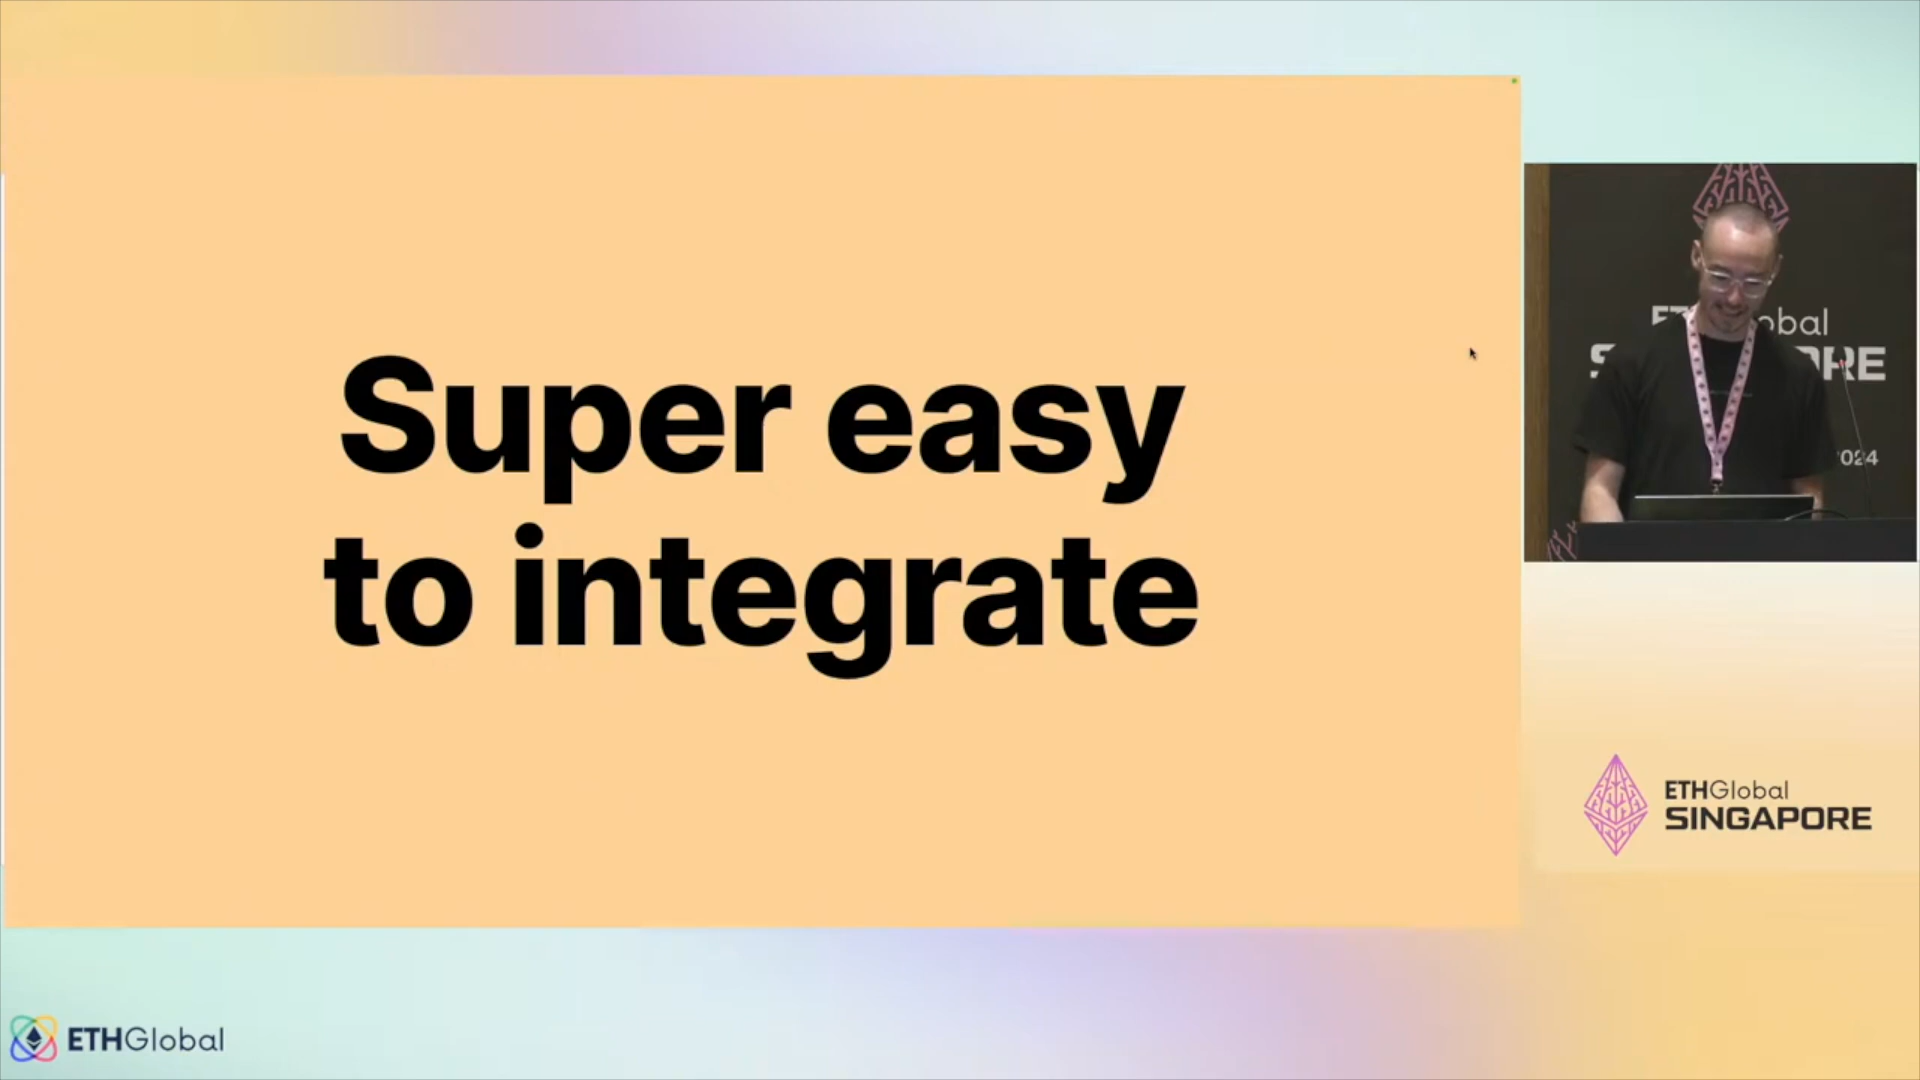 Super easy
to integrate
ETHGlobal
SINGAPORE
ETHGlobal